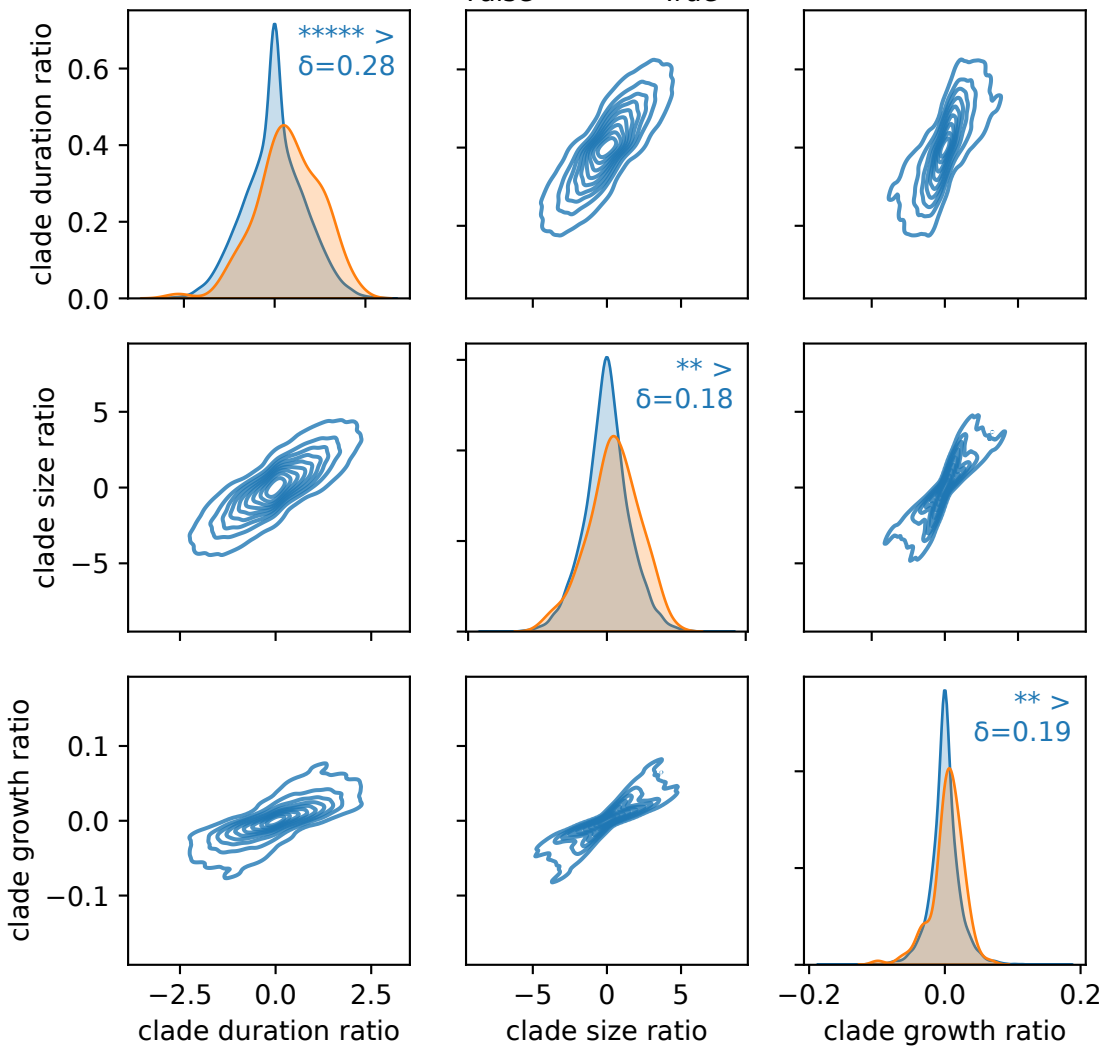 ***** >
δ=0.28
clade duration ratio
0.6
0.4
0.2
0.0
** >
δ=0.18
clade size ratio
5
0
−5
** >
δ=0.19
clade growth ratio
0.1
0.0
−0.1
−2.5 0.0 2.5
−5 0 5
−0.2 0.0 0.2
clade duration ratio
clade size ratio
clade growth ratio